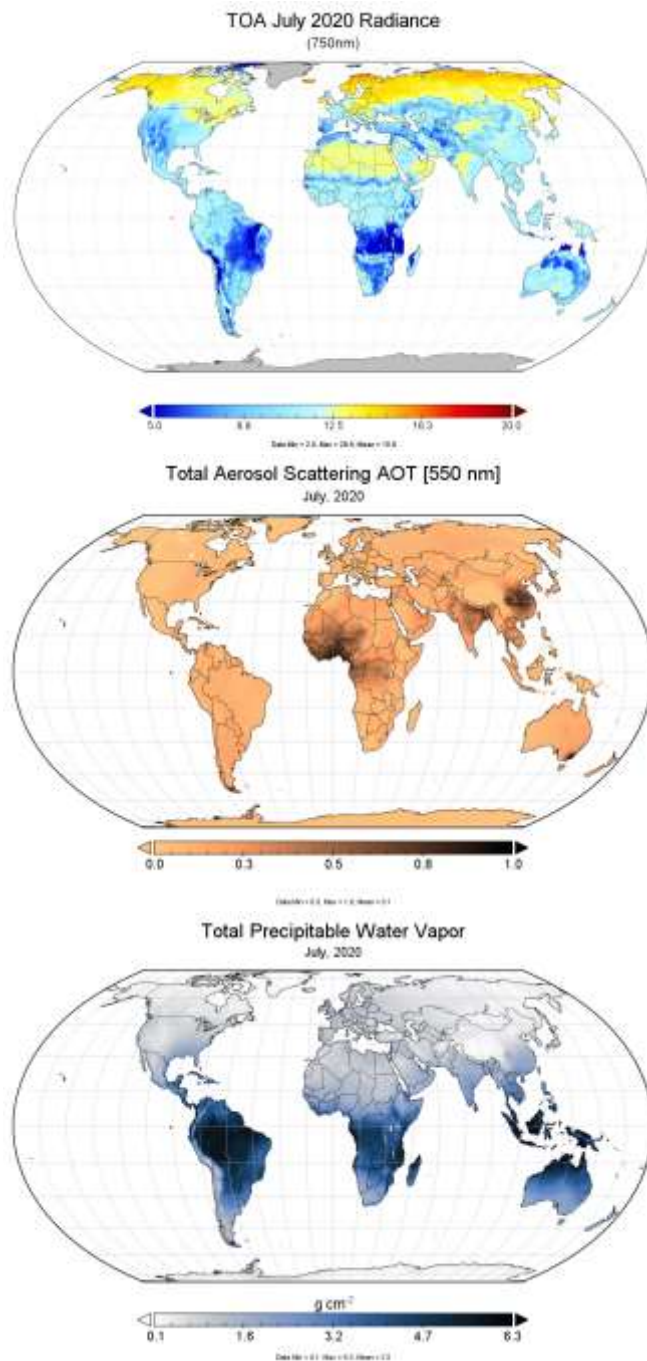 TOA July 2020 Radiance
(750nm)
5.0 12.5 20.0
Total Aerosol Scattering AOT [550 nm]
July, 2020
0.0 0.3 0.5 0.8 1.0
Total Precipitable Water Vapor
July, 2020
g cm⁻²
0.1 1.6 3.2 4.7 6.3